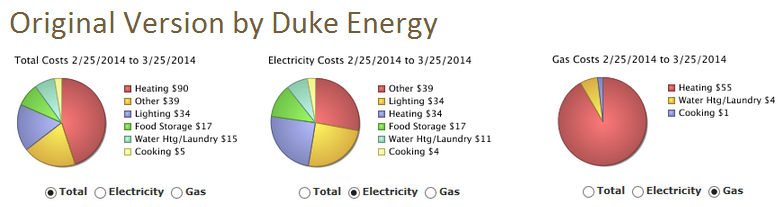 Original Version by Duke Energy
Total Costs 2/25/2014 to 3/25/2014
Heating $90
Other $39
Lighting $34
Food Storage $17
Water Htg/Laundry $15
Cooking $5
Total Electricity Gas
Electricity Costs 2/25/2014 to 3/25/2014
Other $39
Lighting $34
Heating $34
Food Storage $17
Water Htg/Laundry $11
Cooking $4
Total Electricity Gas
Gas Costs 2/25/2014 to 3/25/2014
Heating $55
Water Htg/Laundry $4
Cooking $1
Total Electricity Gas